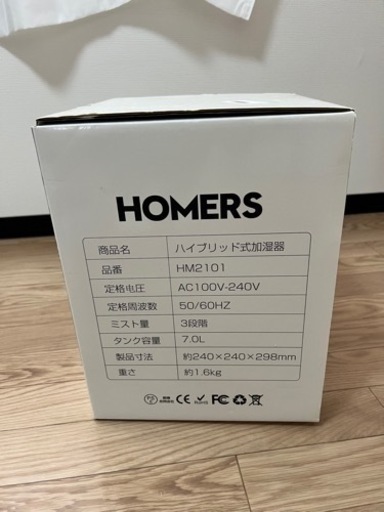 HOMERS
商品名 ハイブリッド式加湿器
品番 HM2101
定格電圧 AC100V-240V
定格周波数 50/60HZ
ミスト量 3段階
タンク容量 7.0L
製品寸法 約240×240×298mm
重さ 約1.6kg
CE FC